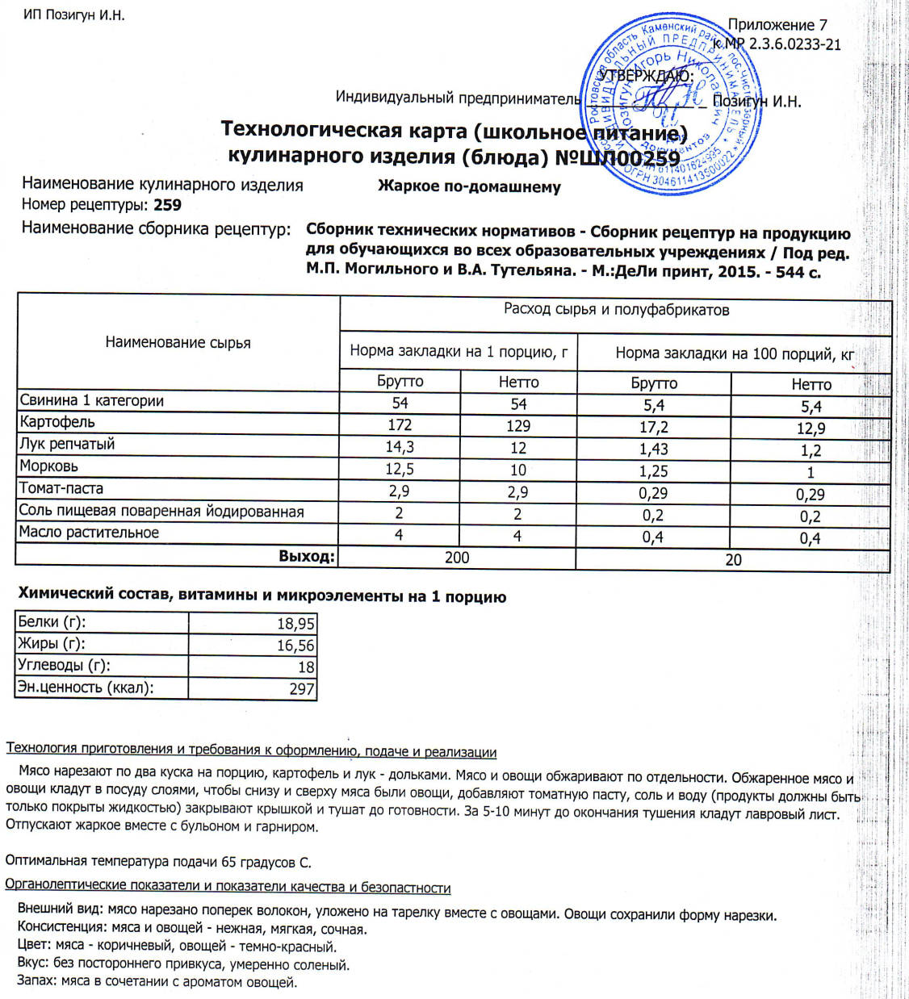 ИП Позигун И.Н.
Приложение 7
к МР 2.3.6.0233-21
УТВЕРЖДАЮ:
Индивидуальный предприниматель Позигун И.Н.
Технологическая карта (школьное питание)
кулинарного изделия (блюда) №ШЛ00259
Наименование кулинарного изделия Жаркое по-домашнему
Номер рецептуры: 259
Наименование сборника рецептур: Сборник технических нормативов - Сборник рецептур на продукцию
для обучающихся во всех образовательных учреждениях / Под ред.
М.П. Могильного и В.А. Тутельяна. - М.:ДеЛи принт, 2015. - 544 с.
Наименование сырья Расход сырья и полуфабрикатов
Норма закладки на 1 порцию, г Норма закладки на 100 порций, кг
Брутто Нетто Брутто Нетто
Свинина 1 категории 54 54 5,4 5,4
Картофель 172 129 17,2 12,9
Лук репчатый 14,3 12 1,43 1,2
Морковь 12,5 10 1,25 1
Томат-паста 2,9 2,9 0,29 0,29
Соль пищевая поваренная йодированная 2 2 0,2 0,2
Масло растительное 4 4 0,4 0,4
Выход: 200 20
Химический состав, витамины и микроэлементы на 1 порцию
Белки (г): 18,95
Жиры (г): 16,56
Углеводы (г): 18
Эн.ценность (ккал): 297
Технология приготовления и требования к оформлению, подаче и реализации
Мясо нарезают по два куска на порцию, картофель и лук - дольками. Мясо и овощи обжаривают по отдельности. Обжаренное мясо и
овощи кладут в посуду слоями, чтобы снизу и сверху мяса были овощи, добавляют томатную пасту, соль и воду (продукты должны быть
только покрыты жидкостью) закрывают крышкой и тушат до готовности. За 5-10 минут до окончания тушения кладут лавровый лист.
Отпускают жаркое вместе с бульоном и гарниром.
Оптимальная температура подачи 65 градусов С.
Органолептические показатели и показатели качества и безопастности
Внешний вид: мясо нарезано поперек волокон, уложено на тарелку вместе с овощами. Овощи сохранили форму нарезки.
Консистенция: мяса и овощей - нежная, мягкая, сочная.
Цвет: мяса - коричневый, овощей - темно-красный.
Вкус: без постороннего привкуса, умеренно соленый.
Запах: мяса в сочетании с ароматом овощей.
Ростовская область Каменский район
ИНДИВИДУАЛЬНЫЙ ПРЕДПРИНИМАТЕЛЬ
Позигун Игорь Николаевич
Для документов
ОГРН 304611413500022